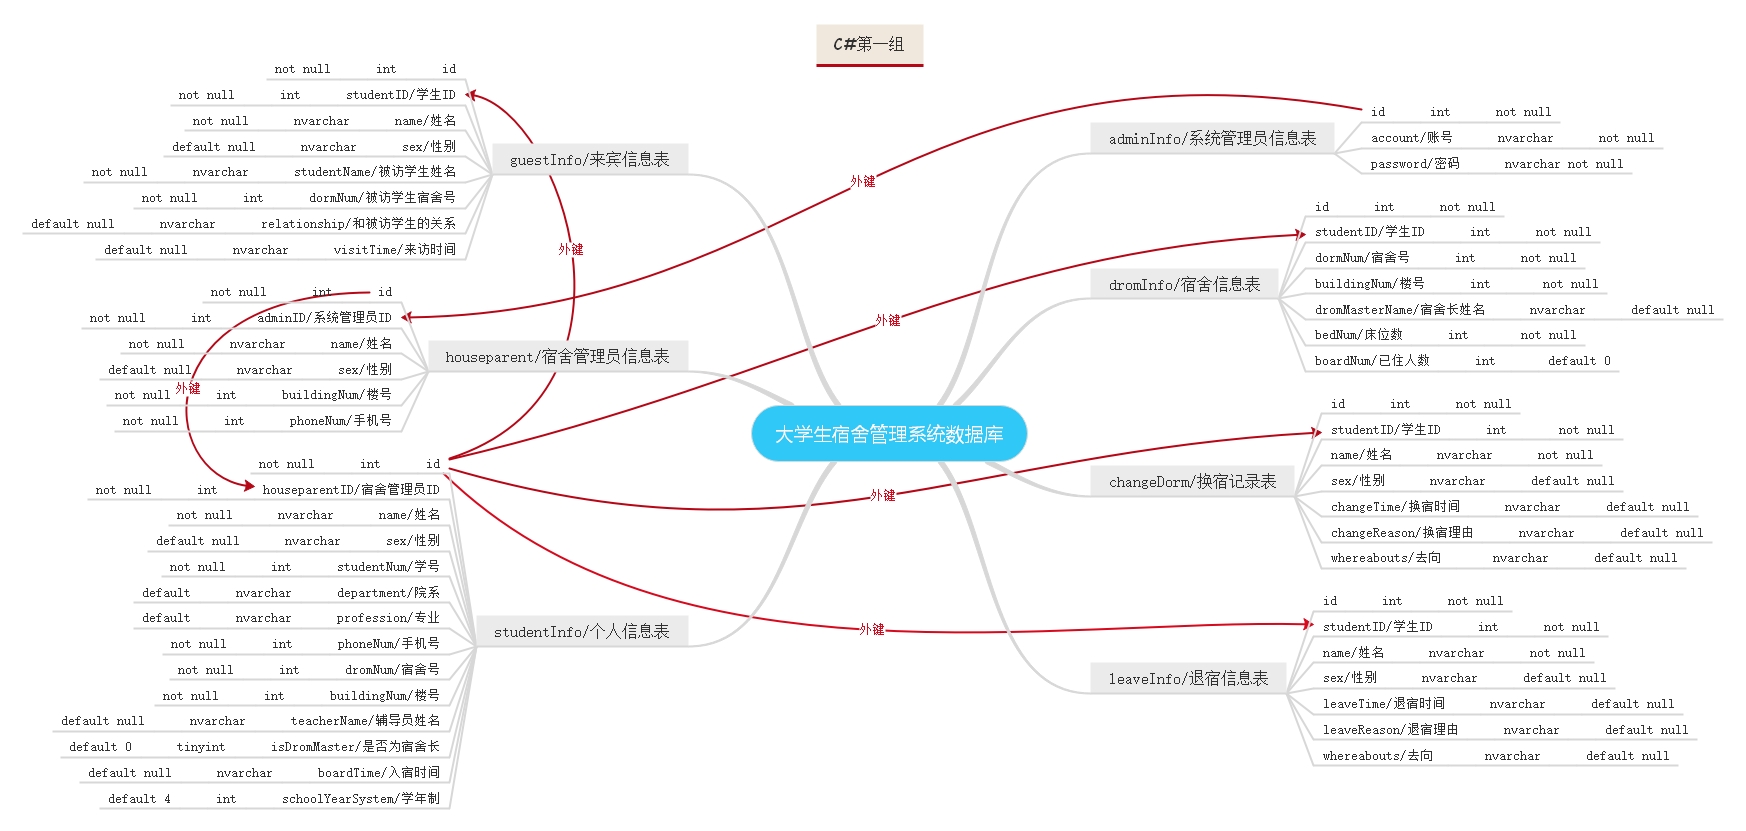 C#第一组
not null int id
not null int studentID/学生ID
not null nvarchar name/姓名
default null nvarchar sex/性别
not null nvarchar studentName/被访学生姓名
not null int dormNum/被访学生宿舍号
default null nvarchar relationship/和被访学生的关系
default null nvarchar visitTime/来访时间
guestInfo/来宾信息表
外键
not null int id
not null int adminID/系统管理员ID
not null nvarchar name/姓名
default null nvarchar sex/性别
not null int buildingNum/楼号
not null int phoneNum/手机号
houseparent/宿舍管理员信息表
外键
not null int id
not null int houseparentID/宿舍管理员ID
not null nvarchar name/姓名
default null nvarchar sex/性别
not null int studentNum/学号
default nvarchar department/院系
default nvarchar profession/专业
not null int phoneNum/手机号
not null int dromNum/宿舍号
not null int buildingNum/楼号
default null nvarchar teacherName/辅导员姓名
default 0 tinyint isDromMaster/是否为宿舍长
default null nvarchar boardTime/入宿时间
default 4 int schoolYearSystem/学年制
studentInfo/个人信息表
大学生宿舍管理系统数据库
外键
外键
外键
外键
adminInfo/系统管理员信息表
id int not null
account/账号 nvarchar not null
password/密码 nvarchar not null
dromInfo/宿舍信息表
id int not null
studentID/学生ID int not null
dormNum/宿舍号 int not null
buildingNum/楼号 int not null
dromMasterName/宿舍长姓名 nvarchar default null
bedNum/床位数 int not null
boardNum/已住人数 int default 0
changeDorm/换宿记录表
id int not null
studentID/学生ID int not null
name/姓名 nvarchar not null
sex/性别 nvarchar default null
changeTime/换宿时间 nvarchar default null
changeReason/换宿理由 nvarchar default null
whereabouts/去向 nvarchar default null
leaveInfo/退宿信息表
id int not null
studentID/学生ID int not null
name/姓名 nvarchar not null
sex/性别 nvarchar default null
leaveTime/退宿时间 nvarchar default null
leaveReason/退宿理由 nvarchar default null
whereabouts/去向 nvarchar default null